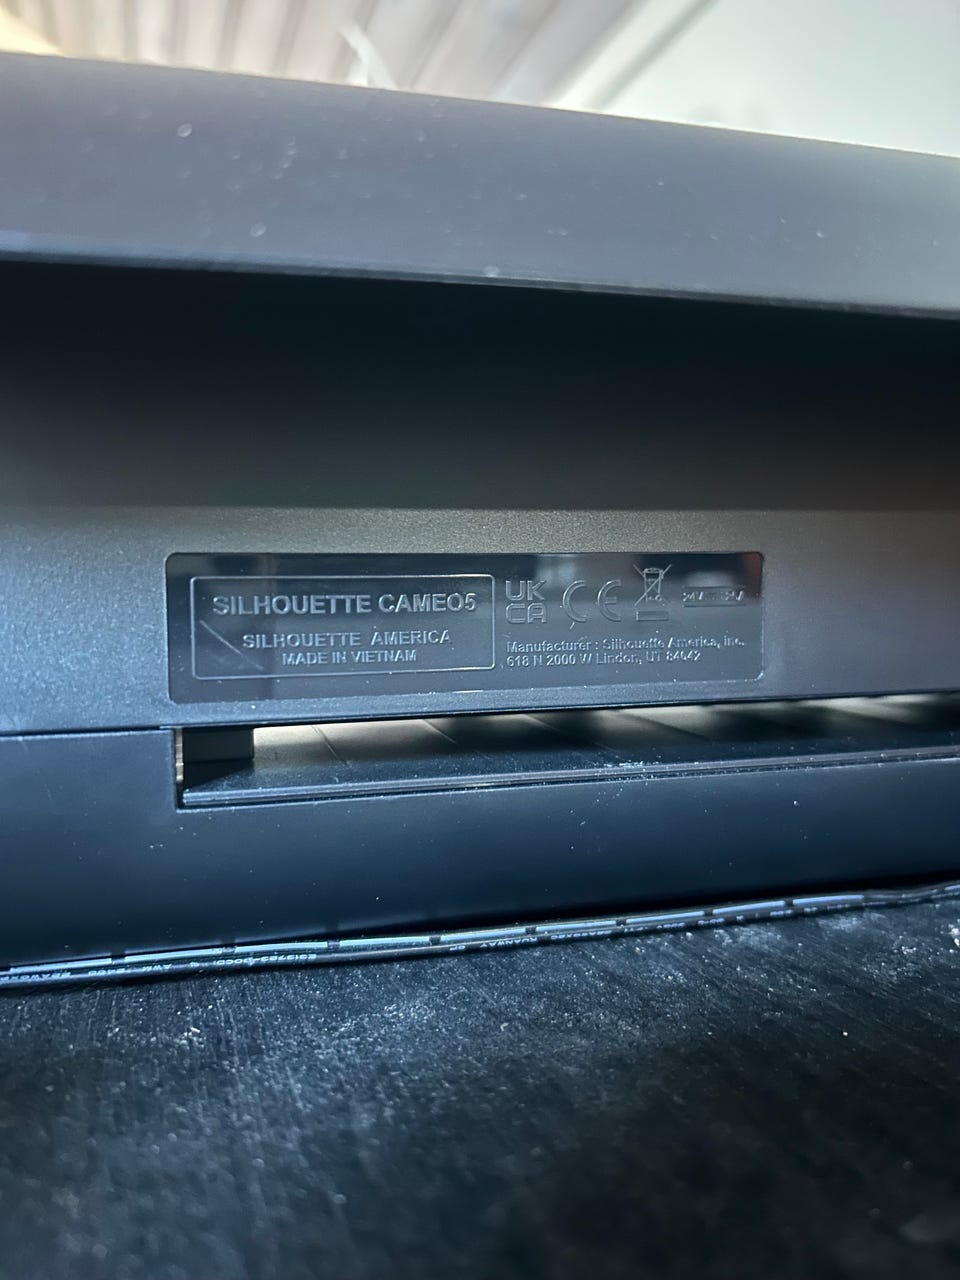 SILHOUETTE CAMEO5
SILHOUETTE AMERICA
MADE IN VIETNAM
UK
CA
CE
Manufacturer : Silhouette America, Inc.
618 N 2000 W Lindon, UT 84042